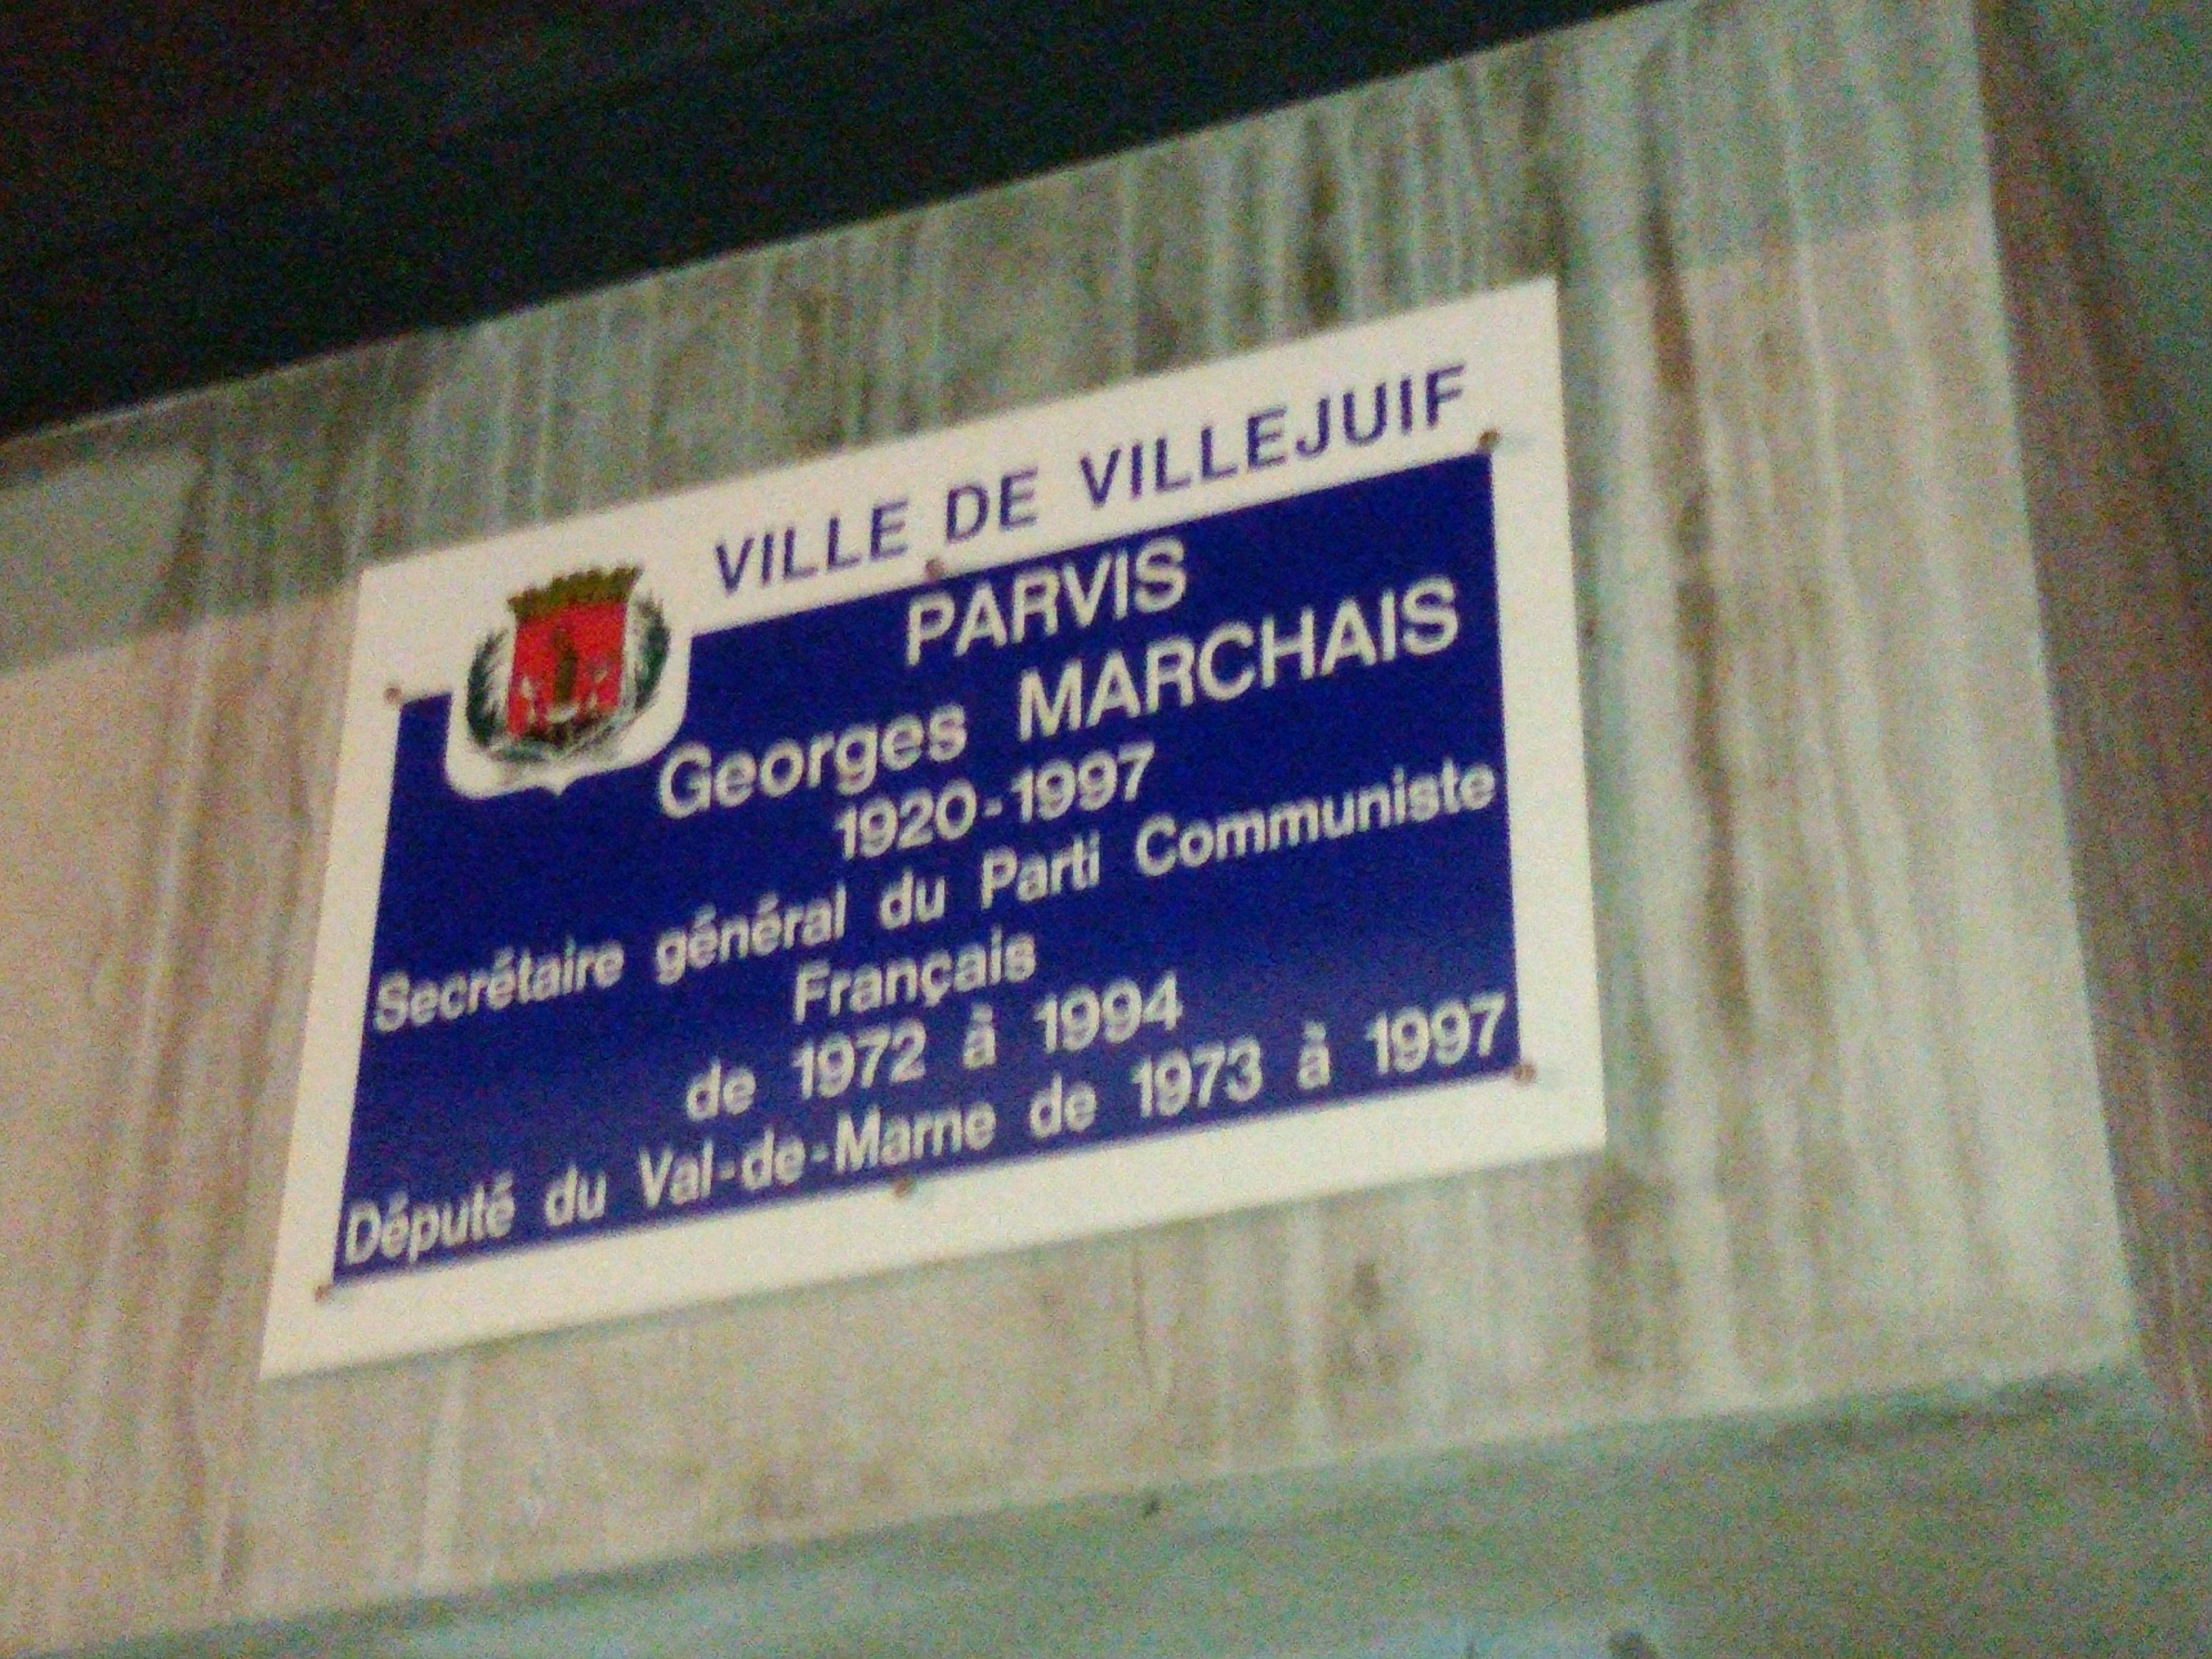 VILLE DE VILLEJUIF
PARVIS
Georges MARCHAIS
1920-1997
Secrétaire général du Parti Communiste
Français
de 1972 à 1994
Député du Val-de-Marne de 1973 à 1997